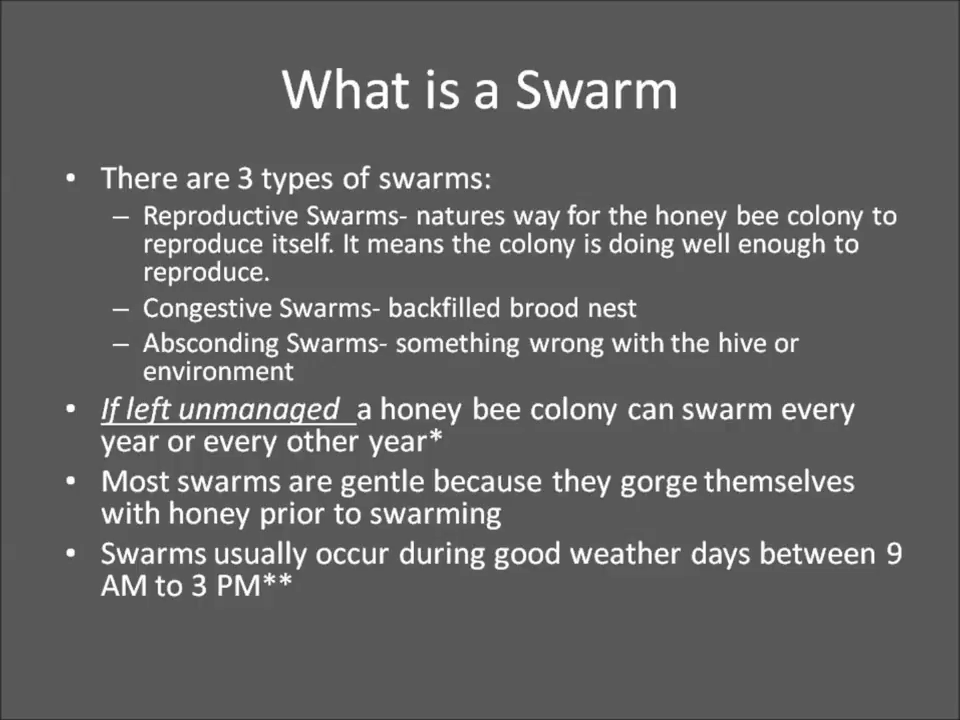 What is a Swarm
• There are 3 types of swarms:
– Reproductive Swarms- natures way for the honey bee colony to
reproduce itself. It means the colony is doing well enough to
reproduce.
– Congestive Swarms- backfilled brood nest
– Absconding Swarms- something wrong with the hive or
environment
• If left unmanaged a honey bee colony can swarm every
year or every other year*
• Most swarms are gentle because they gorge themselves
with honey prior to swarming
• Swarms usually occur during good weather days between 9
AM to 3 PM**